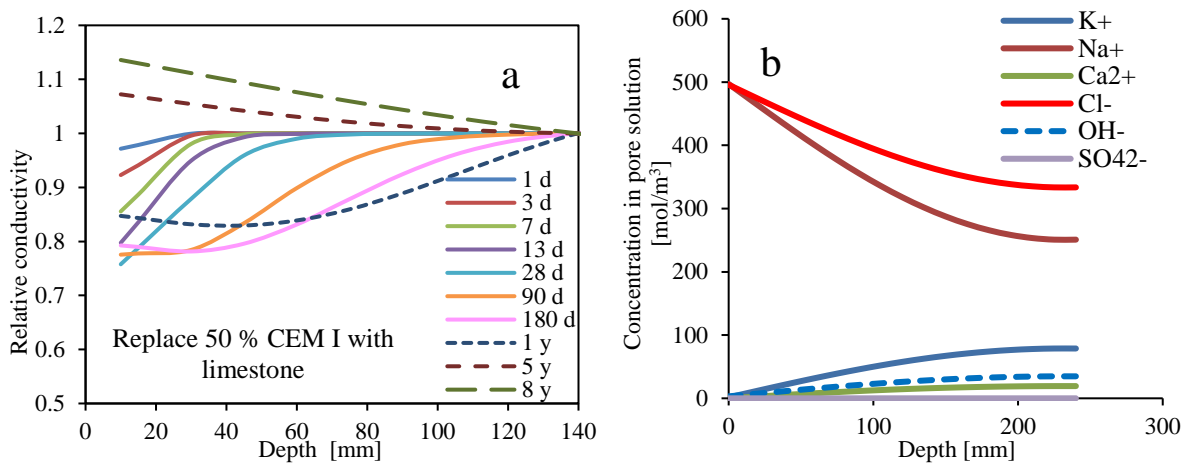 1.2
1.1
1
0.9
0.8
0.7
0.6
0.5
0 20 40 60 80 100 120 140
Relative conductivity
Depth [mm]
a
1 d
3 d
7 d
13 d
28 d
90 d
180 d
1 y
5 y
8 y
Replace 50 % CEM I with
limestone
600
500
400
300
200
100
0
0 100 200 300
Concentration in pore solution
[mol/m³]
Depth [mm]
b
K+
Na+
Ca2+
Cl-
OH-
SO42-